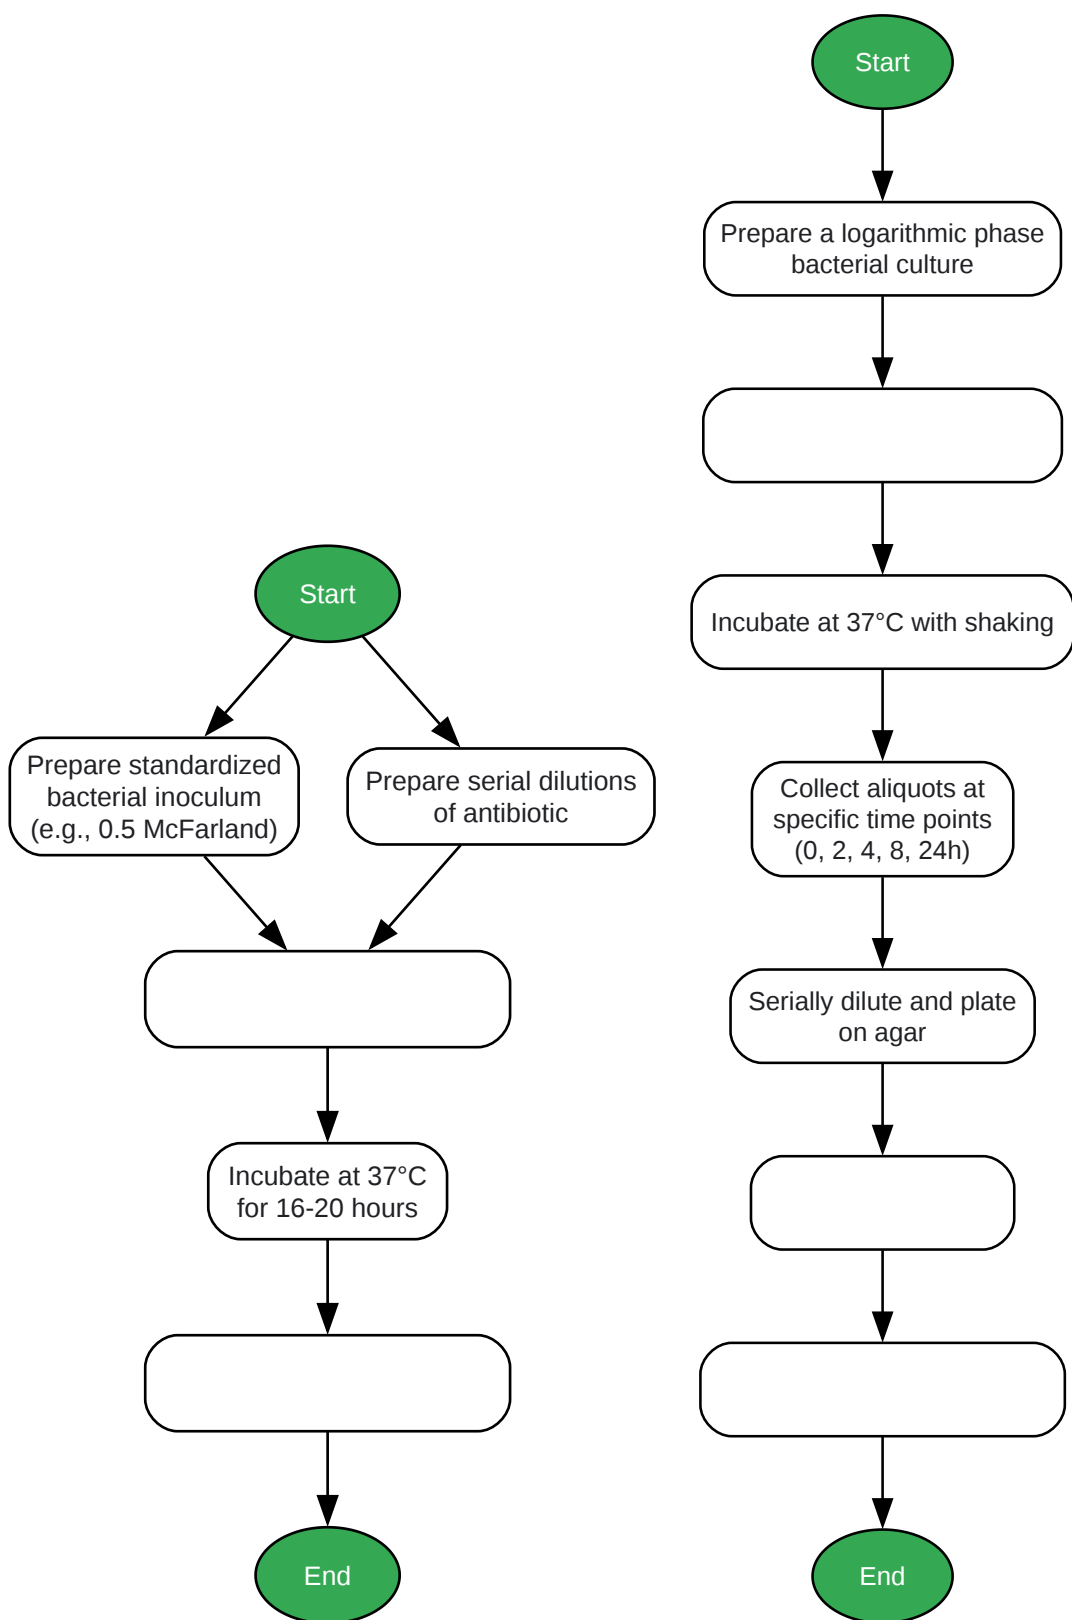 Start
Prepare standardized
bacterial inoculum
(e.g., 0.5 McFarland)
Prepare serial dilutions
of antibiotic
Incubate at 37°C
for 16-20 hours
End
Start
Prepare a logarithmic phase
bacterial culture
Incubate at 37°C with shaking
Collect aliquots at
specific time points
(0, 2, 4, 8, 24h)
Serially dilute and plate
on agar
End